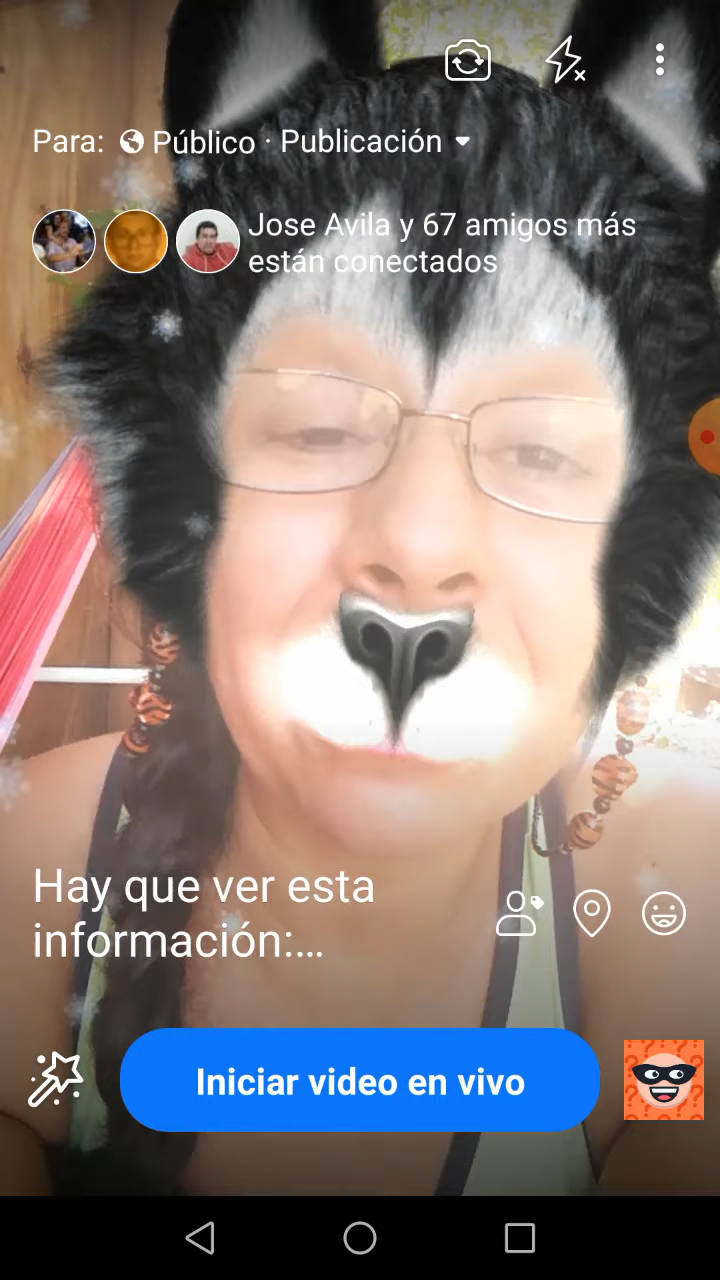 Para: Público · Publicación
Jose Avila y 67 amigos más
están conectados
Hay que ver esta
información:...
Iniciar video en vivo